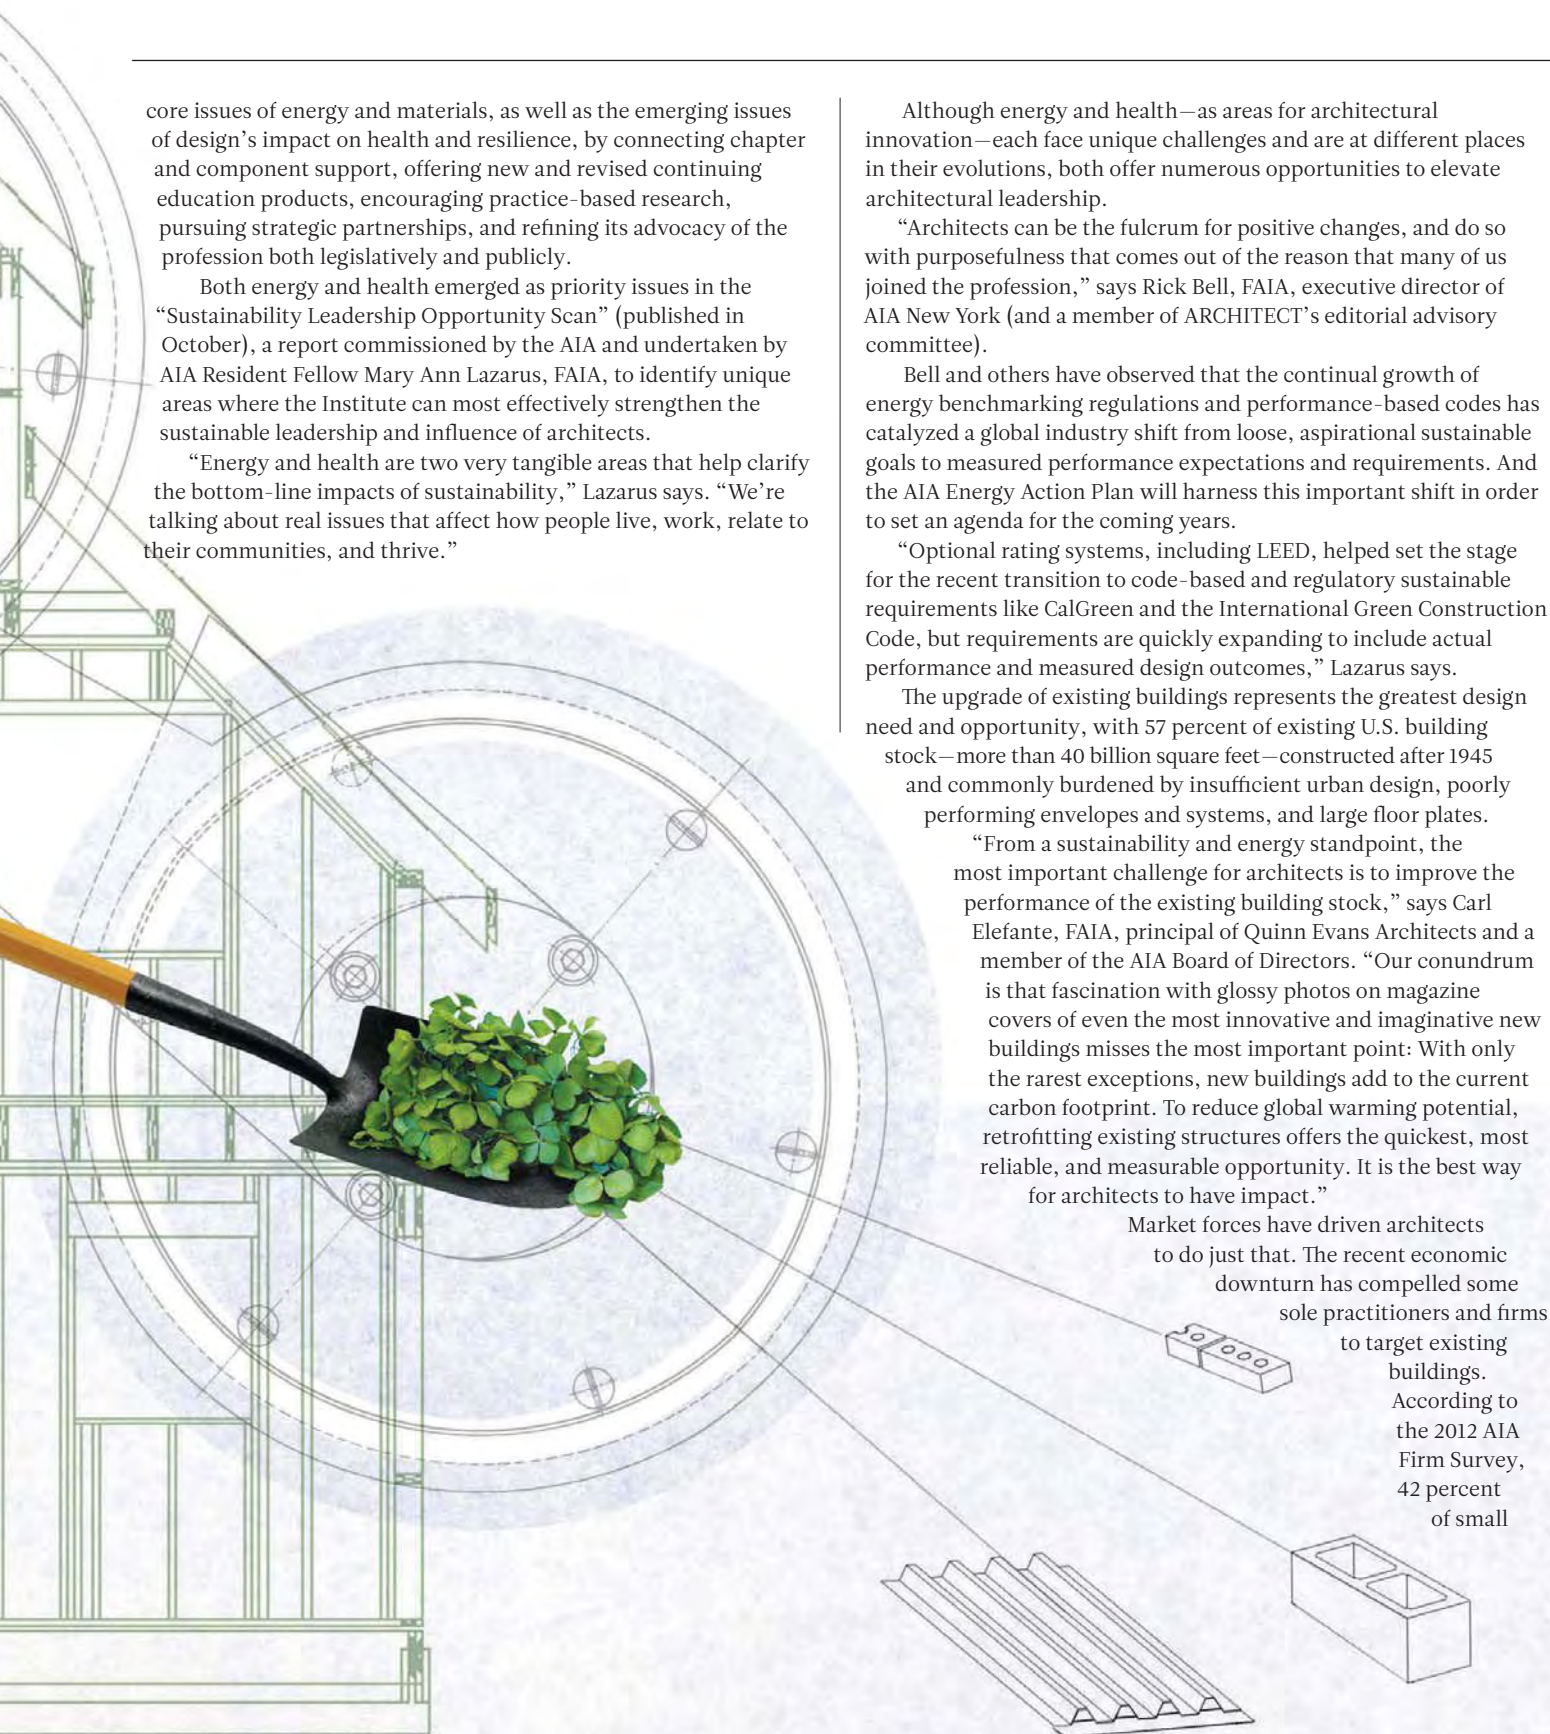 core issues of energy and materials, as well as the emerging issues
of design’s impact on health and resilience, by connecting chapter
and component support, offering new and revised continuing
education products, encouraging practice-based research,
pursuing strategic partnerships, and refining its advocacy of the
profession both legislatively and publicly.
Both energy and health emerged as priority issues in the
“Sustainability Leadership Opportunity Scan” (published in
October), a report commissioned by the AIA and undertaken by
AIA Resident Fellow Mary Ann Lazarus, FAIA, to identify unique
areas where the Institute can most effectively strengthen the
sustainable leadership and influence of architects.
“Energy and health are two very tangible areas that help clarify
the bottom-line impacts of sustainability,” Lazarus says. “We’re
talking about real issues that affect how people live, work, relate to
their communities, and thrive.”
Although energy and health—as areas for architectural
innovation—each face unique challenges and are at different places
in their evolutions, both offer numerous opportunities to elevate
architectural leadership.
“Architects can be the fulcrum for positive changes, and do so
with purposefulness that comes out of the reason that many of us
joined the profession,” says Rick Bell, FAIA, executive director of
AIA New York (and a member of ARCHITECT’s editorial advisory
committee).
Bell and others have observed that the continual growth of
energy benchmarking regulations and performance-based codes has
catalyzed a global industry shift from loose, aspirational sustainable
goals to measured performance expectations and requirements. And
the AIA Energy Action Plan will harness this important shift in order
to set an agenda for the coming years.
“Optional rating systems, including LEED, helped set the stage
for the recent transition to code-based and regulatory sustainable
requirements like CalGreen and the International Green Construction
Code, but requirements are quickly expanding to include actual
performance and measured design outcomes,” Lazarus says.
The upgrade of existing buildings represents the greatest design
need and opportunity, with 57 percent of existing U.S. building
stock—more than 40 billion square feet—constructed after 1945
and commonly burdened by insufficient urban design, poorly
performing envelopes and systems, and large floor plates.
“From a sustainability and energy standpoint, the
most important challenge for architects is to improve the
performance of the existing building stock,” says Carl
Elefante, FAIA, principal of Quinn Evans Architects and a
member of the AIA Board of Directors. “Our conundrum
is that fascination with glossy photos on magazine
covers of even the most innovative and imaginative new
buildings misses the most important point: With only
the rarest exceptions, new buildings add to the current
carbon footprint. To reduce global warming potential,
retrofitting existing structures offers the quickest, most
reliable, and measurable opportunity. It is the best way
for architects to have impact.”
Market forces have driven architects
to do just that. The recent economic
downturn has compelled some
sole practitioners and firms
to target existing
buildings.
According to
the 2012 AIA
Firm Survey,
42 percent
of small